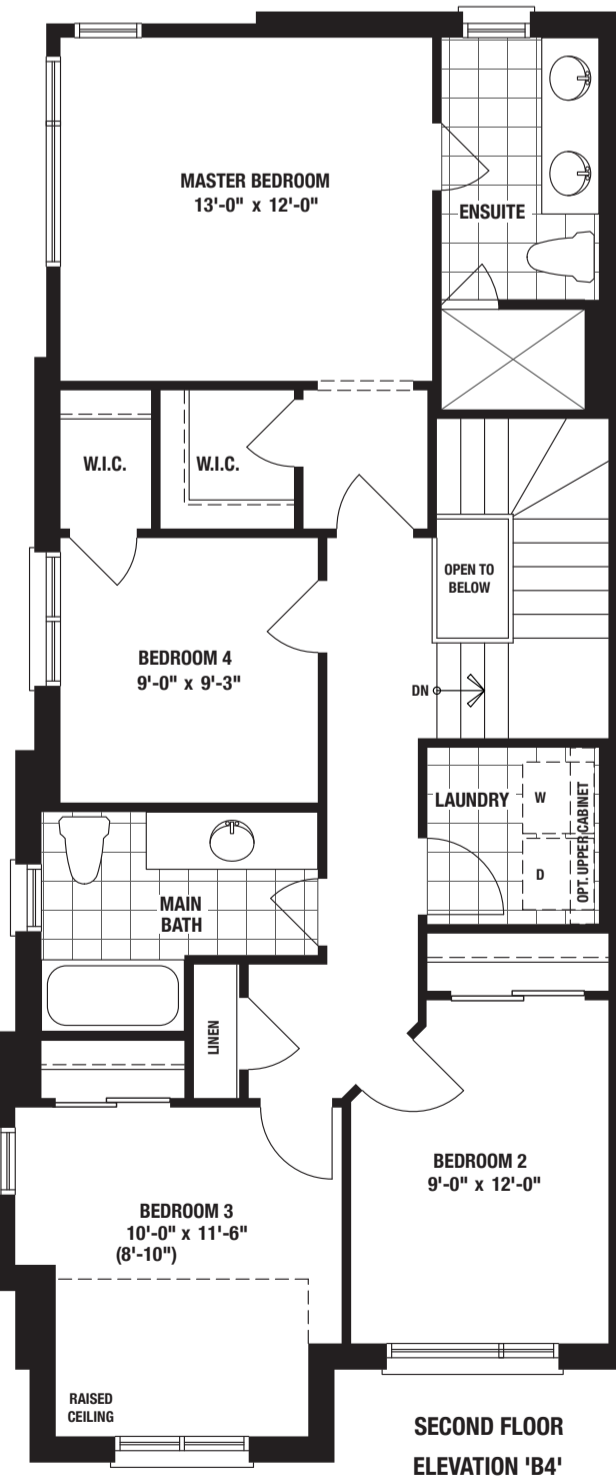 MASTER BEDROOM
13'-0" x 12'-0"
ENSUITE
W.I.C.
W.I.C.
OPEN TO
BELOW
BEDROOM 4
9'-0" x 9'-3"
DN
LAUNDRY
W
D
OPT. UPPER CABINET
MAIN
BATH
LINEN
BEDROOM 2
9'-0" x 12'-0"
BEDROOM 3
10'-0" x 11'-6"
(8'-10")
RAISED
CEILING
SECOND FLOOR
ELEVATION 'B4'